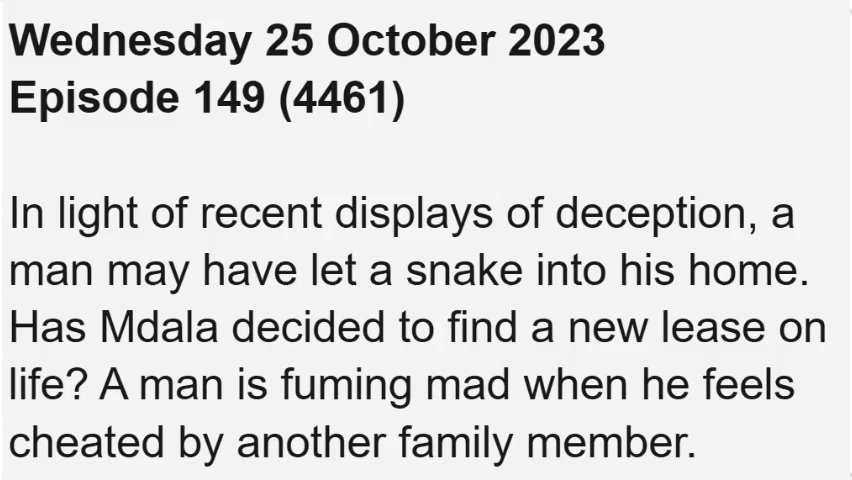 Wednesday 25 October 2023
Episode 149 (4461)
In light of recent displays of deception, a
man may have let a snake into his home.
Has Mdala decided to find a new lease on
life? A man is fuming mad when he feels
cheated by another family member.